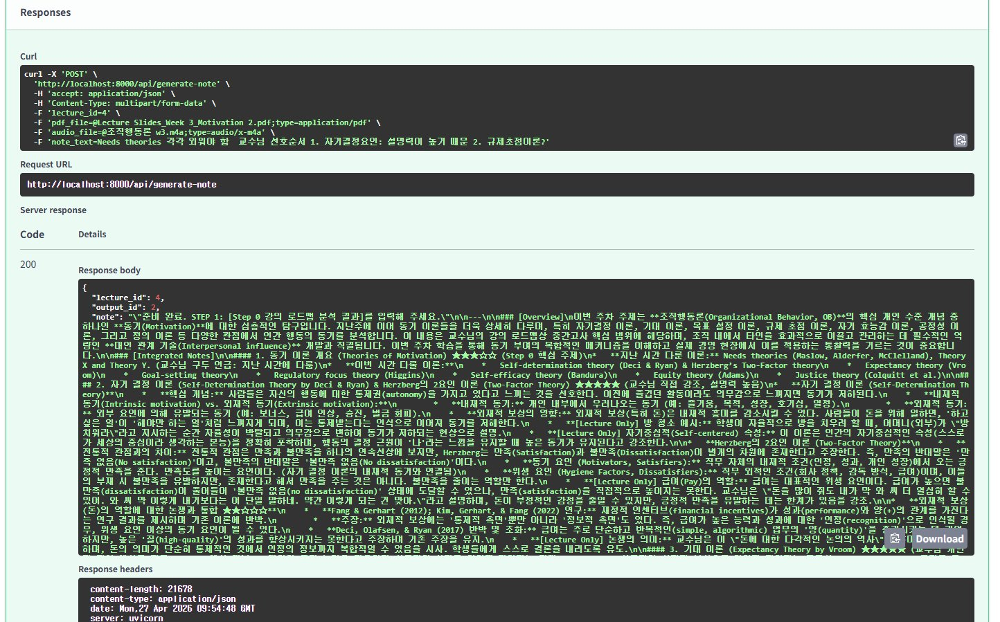 Responses
Curl
curl -X 'POST' \
'http://localhost:8000/api/generate-note' \
-H 'accept: application/json' \
-H 'Content-Type: multipart/form-data' \
-F 'lecture_id=4' \
-F 'pdf_file=@Lecture Slides_Week 3_Motivation 2.pdf;type=application/pdf' \
-F 'audio_file=@조직행동론 w3.m4a;type=audio/x-m4a' \
-F 'note_text=Needs theories 각각 외워야 함  교수님 선호순서 1. 자기결정요인: 설명력이 높기 때문 2. 규제초점이론?'
Request URL
http://localhost:8000/api/generate-note
Server response
Code Details
200
Response body
{
"lecture_id": 4,
"output_id": 2,
"note": "\"준비 완료. STEP 1: [Step 0 강의 로드맵 분석 결과]를 입력해 주세요.\"\n\n---\n\n### [Overview]\n이번 주차 주제는 **조직행동론(Organizational Behavior, OB)**의 핵심 개인 수준 개념 중
하나인 **동기(Motivation)**에 대한 심층적인 탐구입니다. 지난주에 이어 동기 이론들을 더욱 상세히 다루며, 특히 자기결정 이론, 기대 이론, 목표 설정 이론, 규제 초점 이론, 자기 효능감 이론, 공정성 이
론, 그리고 정의 이론 등 다양한 관점에서 인간 행동의 동기를 분석합니다. 이 내용은 교수님의 강의 로드맵상 중간고사 핵심 범위에 해당하며, 조직 내에서 타인을 효과적으로 이끌고 관리하는 데 필수적인 역
량인 **대인 관계 기술(Interpersonal influence)** 개발과 직결됩니다. 이번 주차 학습을 통해 동기 부여의 복합적인 메커니즘을 이해하고 실제 경영 현장에서 이를 적용하는 통찰력을 기르는 것이 중요합니
다.\n\n### [Integrated Notes]\n\n#### 1. 동기 이론 개요 (Theories of Motivation) ★★★☆☆ (Step 0 핵심 주제)\n*   **지난 시간 다룬 이론:** Needs theories (Maslow, Alderfer, McClelland), Theory
X and Theory Y. (교수님 구두 언급: 지난 시간에 다룸)\n*   **이번 시간 다룰 이론:**\n    *   Self-determination theory (Deci & Ryan) & Herzberg's Two-Factor theory\n    *   Expectancy theory (Vro
om)\n    *   Goal-setting theory\n    *   Regulatory focus theory (Higgins)\n    *   Self-efficacy theory (Bandura)\n    *   Equity theory (Adams)\n    *   Justice theory (Colquitt et al.)\n\n##
## 2. 자기 결정 이론 (Self-Determination Theory by Deci & Ryan) & Herzberg의 2요인 이론 (Two-Factor Theory) ★★★★★ (교수님 직접 강조, 설명력 높음)\n*   **자기 결정 이론 (Self-Determination Th
eory)**\n    *   **핵심 개념:** 사람들은 자신의 행동에 대한 통제권(autonomy)을 가지고 있다고 느끼는 것을 선호한다. 이전에 즐겁던 활동이라도 의무감으로 느껴지면 동기가 저하된다.\n    *   **내재적
동기(Intrinsic motivation) vs. 외재적 동기(Extrinsic motivation):**\n        *   **내재적 동기:** 개인 내부에서 우러나오는 동기 (예: 즐거움, 목적, 성장, 호기심, 열정).\n        *   **외재적 동기:
** 외부 요인에 의해 유발되는 동기 (예: 보너스, 급여 인상, 승진, 벌금 회피).\n    *   **외재적 보상의 영향:** 외재적 보상(특히 돈)은 내재적 흥미를 감소시킬 수 있다. 사람들이 돈을 위해 일하면, '하고
싶은 일'이 '해야만 하는 일'처럼 느껴지게 되며, 이는 통제받는다는 인식으로 이어져 동기를 저해한다.\n    *   **[Lecture Only] 방 청소 예시:** 학생이 자율적으로 방을 치우려 할 때, 어머니(외부)가 \"방
치워라\"라고 지시하는 순간 자율성이 박탈되고 의무감으로 변하여 동기가 저하되는 현상으로 설명.\n    *   **[Lecture Only] 자기중심적(Self-centered) 속성:** 이 이론은 인간의 자기중심적인 속성(스스로
가 세상의 중심이라 생각하는 본능)을 정확히 포착하며, 행동의 결정 근원이 '나'라는 느낌을 유지할 때 높은 동기가 유지된다고 강조한다.\n\n*   **Herzberg의 2요인 이론 (Two-Factor Theory)**\n    *   **
전통적 관점과의 차이:** 전통적 관점은 만족과 불만족을 하나의 연속선상에 보지만, Herzberg는 만족(Satisfaction)과 불만족(Dissatisfaction)이 별개의 차원에 존재한다고 주장한다. 즉, 만족의 반대말은 '만
족 없음(No satisfaction)'이고, 불만족의 반대말은 '불만족 없음(No dissatisfaction)'이다.\n    *   **동기 요인 (Motivators, Satisfiers):** 직무 자체의 내재적 조건(인정, 성과, 개인 성장)에서 오는 긍
정적 만족을 준다. 만족도를 높이는 요인이다. (자기 결정 이론의 내재적 동기와 연결됨)\n    *   **위생 요인 (Hygiene Factors, Dissatisfiers):** 직무 외적인 조건(회사 정책, 감독 방식, 급여)이며, 이들
의 부재 시 불만족을 유발하지만, 존재한다고 해서 만족을 주는 것은 아니다. 불만족을 줄이는 역할만 한다.\n    *   **[Lecture Only] 급여(Pay)의 역할:** 급여는 대표적인 위생 요인이다. 급여가 높으면 불
만족(dissatisfaction)이 줄어들어 '불만족 없음(no dissatisfaction)' 상태에 도달할 수 있으나, 만족(satisfaction)을 직접적으로 높이지는 못한다. 교수님은 \"돈을 많이 줘도 내가 막 와 써 더 열심히 할 수
있어. 와 써 막 이렇게 내기보다는 어 단일 말하네. 약간 이렇게 되는 건 맞아.\"라고 설명하며, 돈이 부정적인 감정을 줄일 수 있지만, 긍정적 만족을 유발하는 데는 한계가 있음을 강조.\n\n*   **외재적 보상
(돈)의 역할에 대한 논쟁과 통합 ★★☆☆☆**\n    *   **Fang & Gerhart (2012); Kim, Gerhart, & Fang (2022) 연구:** 재정적 인센티브(financial incentives)가 성과(performance)와 양(+)의 관계를 가진다
는 연구 결과를 제시하며 기존 이론에 반박.\n        *   **주장:** 외재적 보상에는 '통제적 측면'뿐만 아니라 '정보적 측면'도 있다. 즉, 급여가 높은 능력과 성과에 대한 '인정(recognition)'으로 인식될 경
우, 위생 요인 이상의 동기 요인이 될 수 있다.\n    *   **Deci, Olafsen, & Ryan (2017) 반박 및 조화:** 급여는 주로 단순하고 반복적인(simple, algorithmic) 업무의 '양(quantity)'을
하지만, 높은 '질(high-quality)'의 성과를 향상시키지는 못한다고 주장하며 기존 주장을 유지.\n    *   **[Lecture Only] 논쟁의 의미:** 교수님은 이 \"돈에 대한 다각적인 논의의 역사\"
하며, 돈의 의미가 단순히 통제적인 것에서 인정의 정보까지 복합적일 수 있음을 시사. 학생들에게 스스로 결론을 내리도록 유도.\n\n#### 3. 기대 이론 (Expectancy Theory by Vroom)
Download
Response headers
content-length: 21678
content-type: application/json
date: Mon,27 Apr 2026 09:54:48 GMT
server: uvicorn